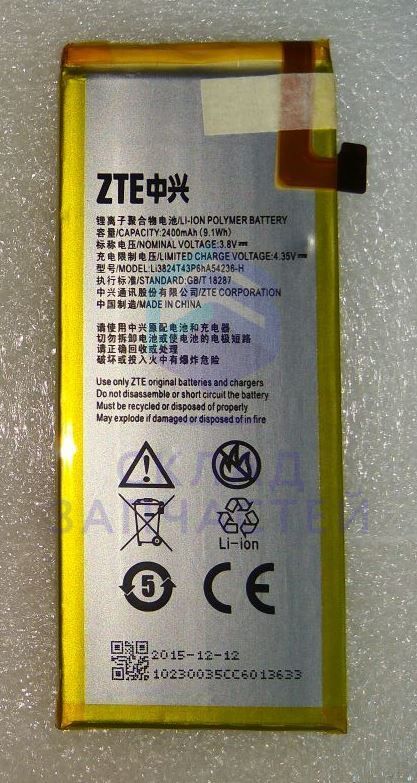 ZTE中兴
锂离子聚合物电池/LI-ION POLYMER BATTERY
容量/CAPACITY:2400mAh(9.1Wh)
标称电压/NOMINAL VOLTAGE:3.8V
充电限制电压/LIMITED CHARGE VOLTAGE:4.35V
型号/MODEL:Li3824T43P6hA54236-H
执行标准/STANDARD:GB/T 18287
中兴通讯股份有限公司/ZTE CORPORATION
中国制造/MADE IN CHINA
请使用中兴原配电池和充电器。
切勿拆卸电池或使电池的电极短路
请正确回收或处置
破坏或投入火中有爆炸危险
Use only ZTE original batteries and chargers
Do not disassemble or short circuit the battery
Must be recycled or disposed of properly
May explode if damaged or disposed of in fire
Li-ion
5
CE
2015-12-12
10230035CC6013633
СКЛАД
ЗАПЧАСТЕЙ